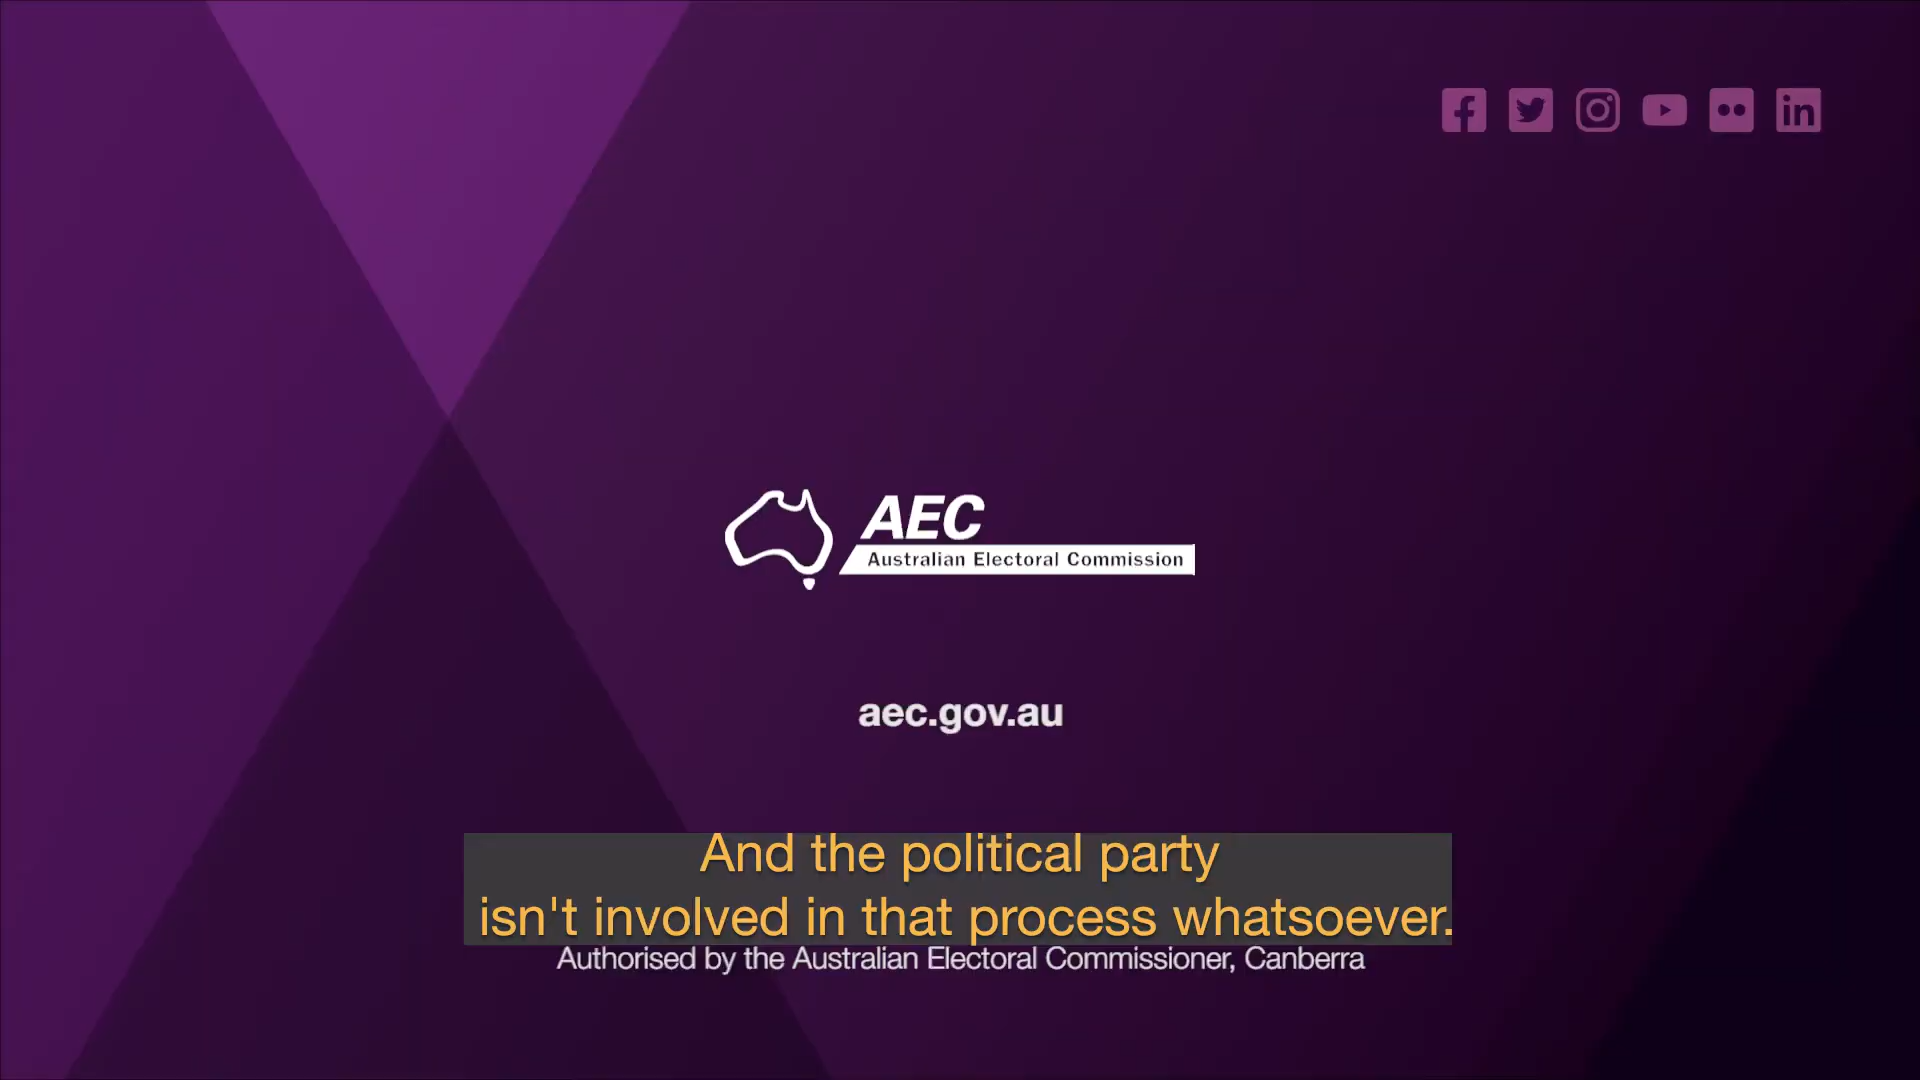 AEC
Australian Electoral Commission
aec.gov.au
And the political party
isn't involved in that process whatsoever.
Authorised by the Australian Electoral Commissioner, Canberra